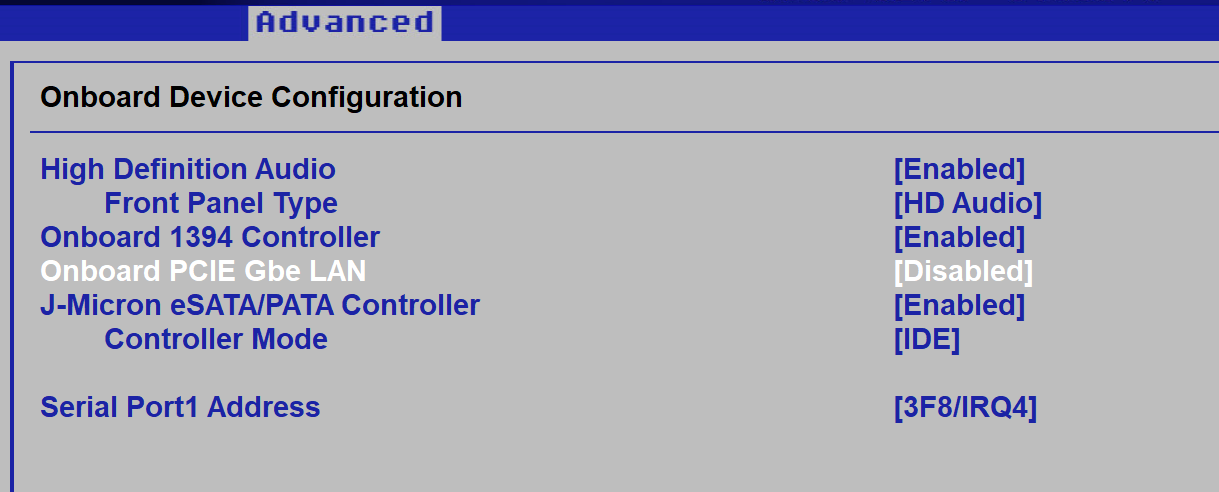 Advanced
Onboard Device Configuration
High Definition Audio [Enabled]
Front Panel Type [HD Audio]
Onboard 1394 Controller [Enabled]
Onboard PCIE Gbe LAN [Disabled]
J-Micron eSATA/PATA Controller [Enabled]
Controller Mode [IDE]
Serial Port1 Address [3F8/IRQ4]